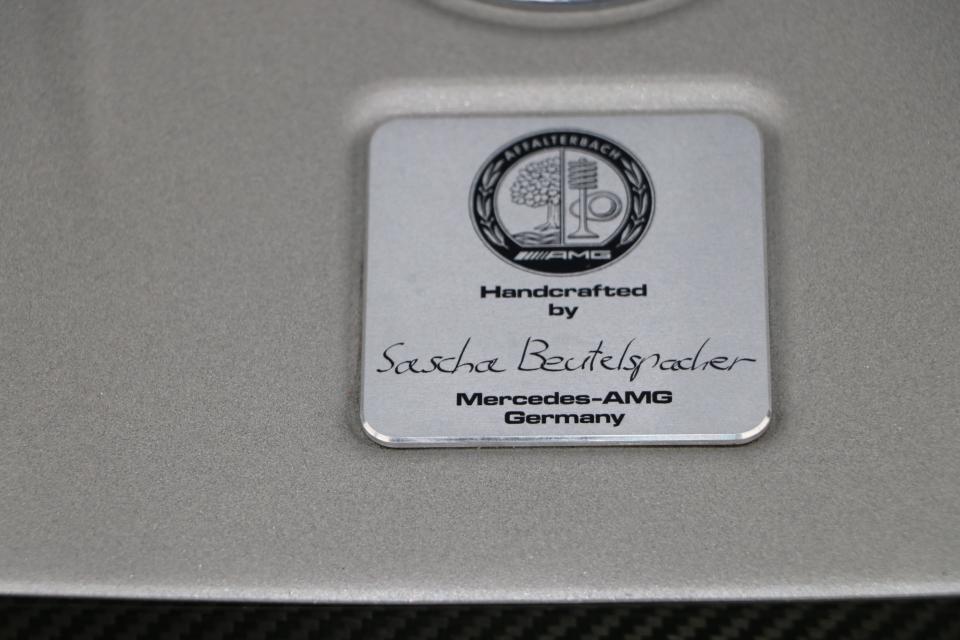 AFFALTERBACH
AMG
Handcrafted
by
Sascha Beutelspacher
Mercedes-AMG
Germany